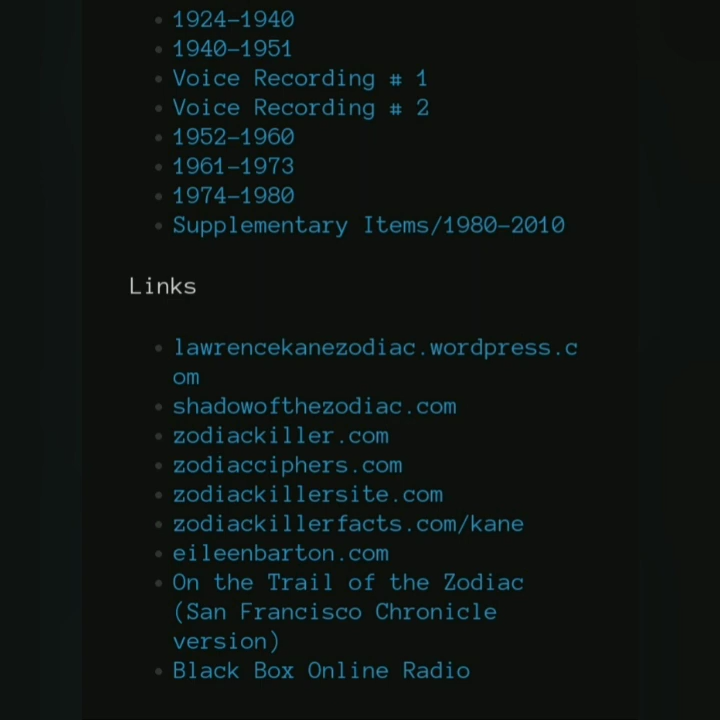 1924-1940
1940-1951
Voice Recording # 1
Voice Recording # 2
1952-1960
1961-1973
1974-1980
Supplementary Items/1980-2010
Links
lawrencekanezodiac.wordpress.c
om
shadowofthezodiac.com
zodiackiller.com
zodiacciphers.com
zodiackillersite.com
zodiackillerfacts.com/kane
eileenbarton.com
On the Trail of the Zodiac
(San Francisco Chronicle
version)
Black Box Online Radio